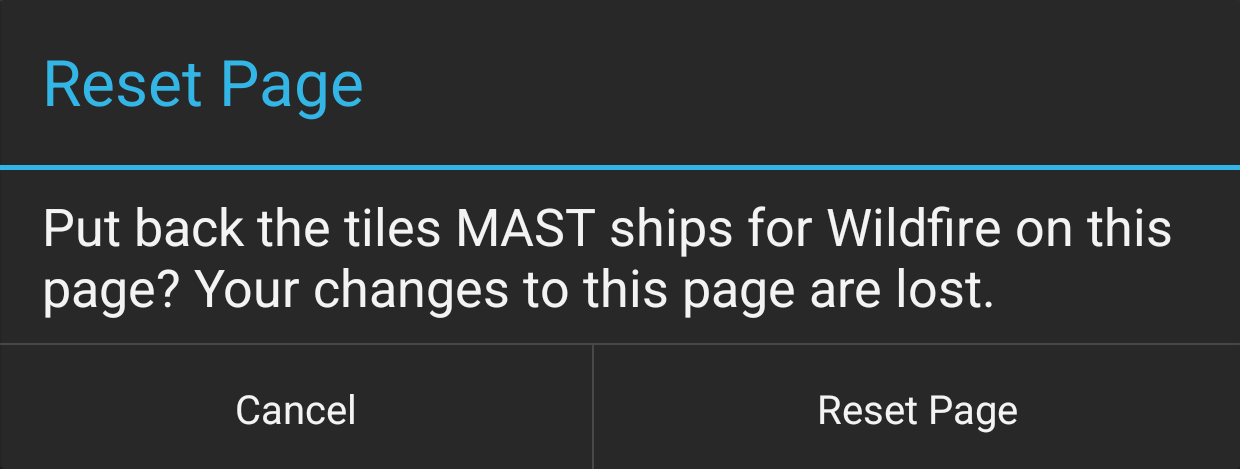 Reset Page
Put back the tiles MAST ships for Wildfire on this
page? Your changes to this page are lost.
Cancel
Reset Page